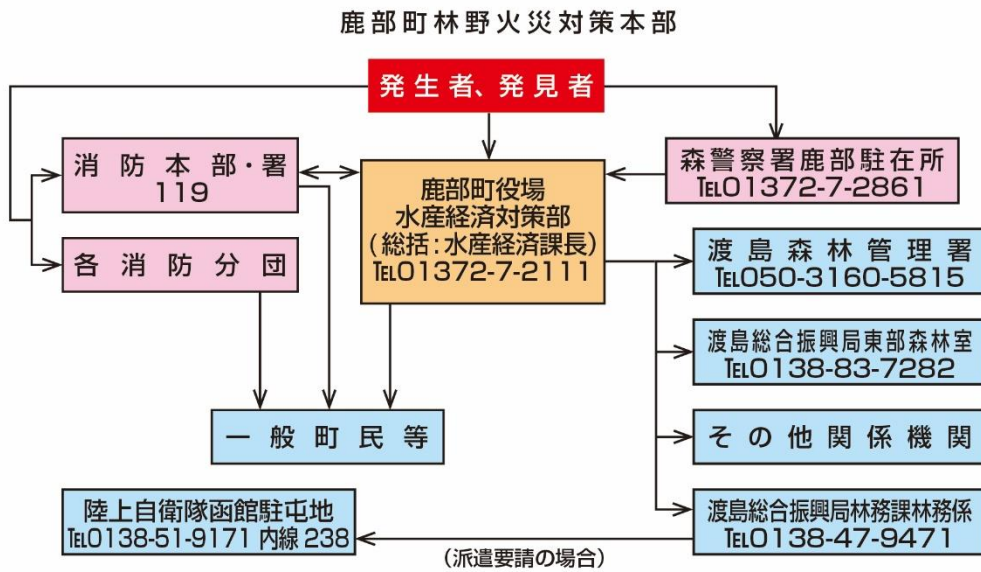 鹿部町林野火災対策本部
発生者、発見者
消防本部・署
119
各消防分団
鹿部町役場
水産経済対策部
(総括:水産経済課長)
℡01372-7-2111
森警察署鹿部駐在所
℡01372-7-2861
渡島森林管理署
℡050-3160-5815
渡島総合振興局東部森林室
℡0138-83-7282
その他関係機関
渡島総合振興局林務課林務係
℡0138-47-9471
一般町民等
陸上自衛隊函館駐屯地
℡0138-51-9171 内線 238
(派遣要請の場合)